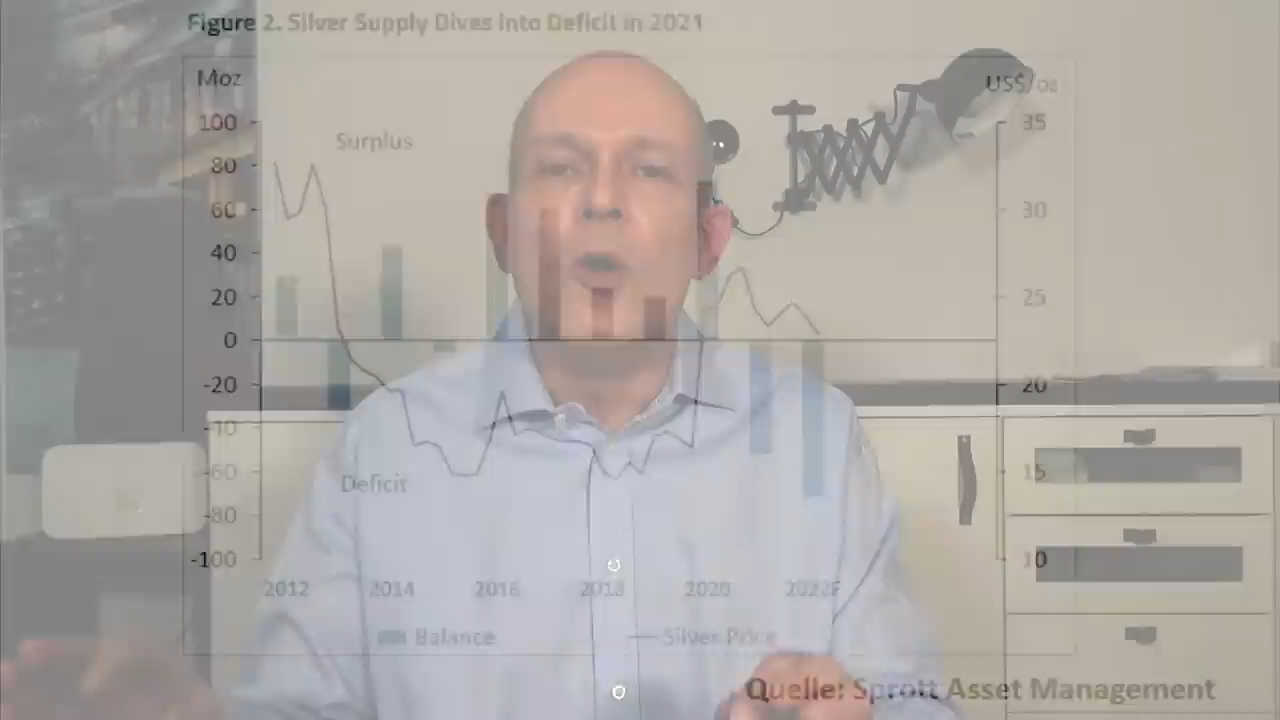 Figure 2. Silver Supply Dives into Deficit in 2021
Moz US$/oz
100 35
Surplus
80
60 30
40
20 25
0
-20 20
-40
-60 15
Deficit
-80
-100 10
2012 2014 2016 2018 2020 2022F
Balance Silver Price
Quelle: Sprott Asset Management